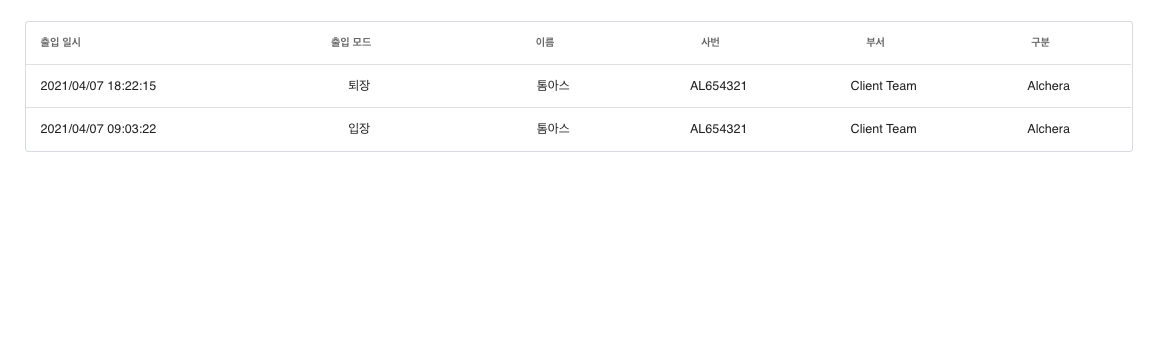 출입 일시 출입 모드 이름 사번 부서 구분
2021/04/07 18:22:15 퇴장 톰아스 AL654321 Client Team Alchera
2021/04/07 09:03:22 입장 톰아스 AL654321 Client Team Alchera